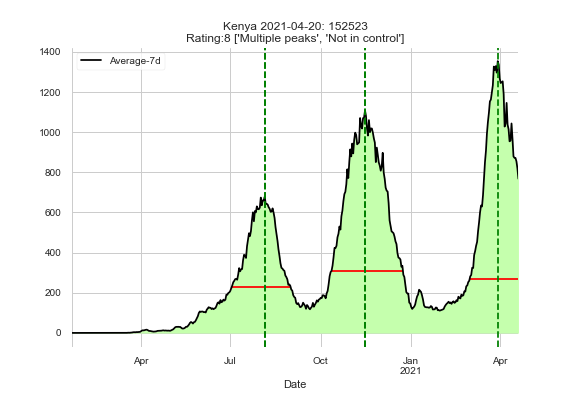 Kenya 2021-04-20: 152523
Rating:8 ['Multiple peaks', 'Not in control']
1400
Average-7d
1200
1000
800
600
400
200
0
Apr Jul Oct Jan Apr
2021
Date